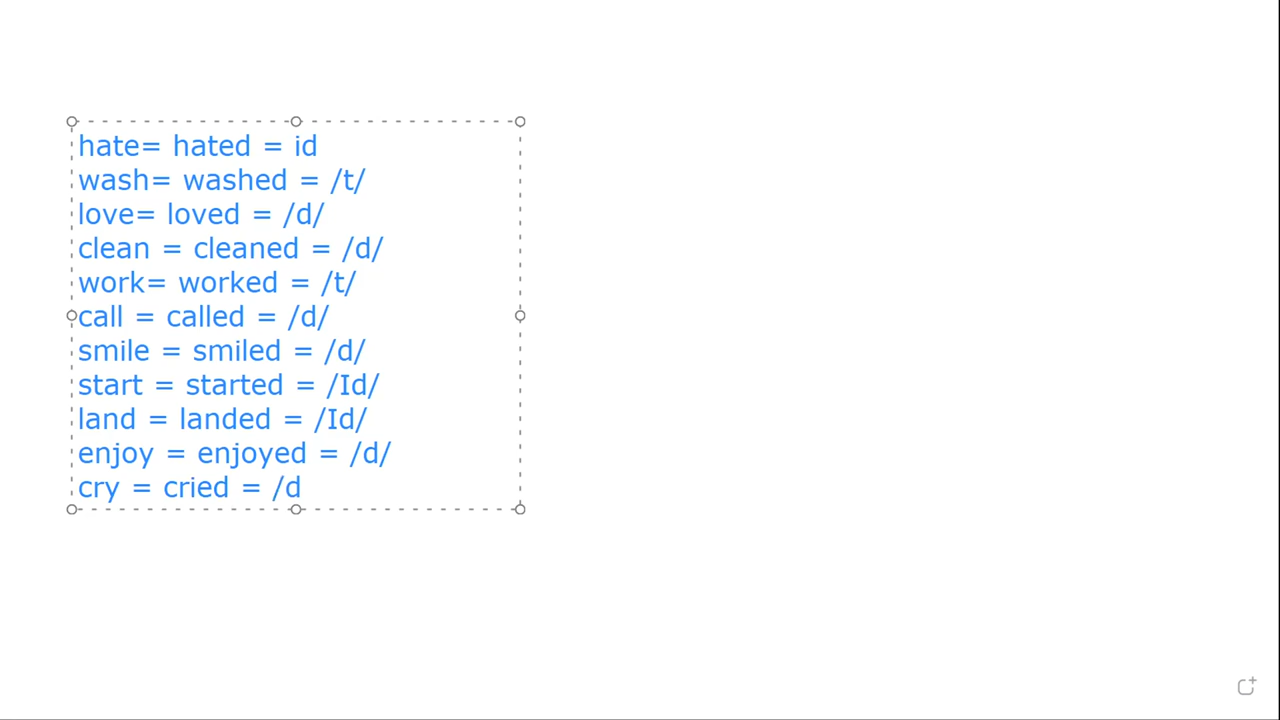 hate= hated = id
wash= washed = /t/
love= loved = /d/
clean = cleaned = /d/
work= worked = /t/
call = called = /d/
smile = smiled = /d/
start = started = /Id/
land = landed = /Id/
enjoy = enjoyed = /d/
cry = cried = /d